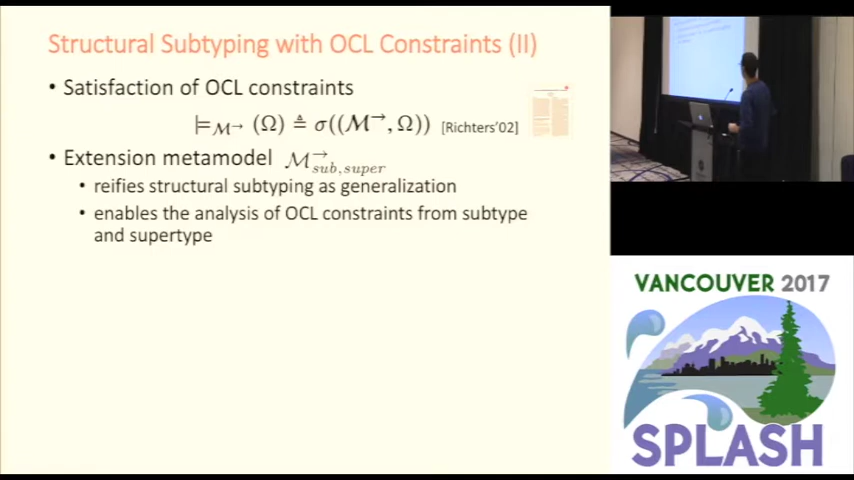 Structural Subtyping with OCL Constraints (II)
• Satisfaction of OCL constraints
⊨_{𝓜→} (Ω) ≜ σ((𝓜→, Ω)) [Richters'02]
• Extension metamodel 𝓜→_{sub,super}
• reifies structural subtyping as generalization
• enables the analysis of OCL constraints from subtype
and supertype
VANCOUVER 2017
SPLASH